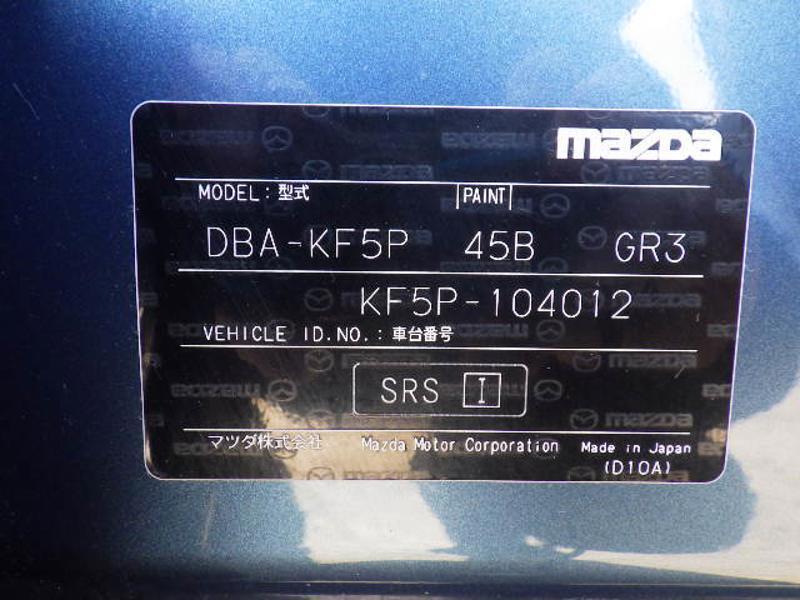 mazda
MODEL: 型式 PAINT
DBA-KF5P 45B GR3
KF5P-104012
VEHICLE ID.NO.: 車台番号
SRS I
マツダ株式会社 Mazda Motor Corporation Made in Japan
(D10A)